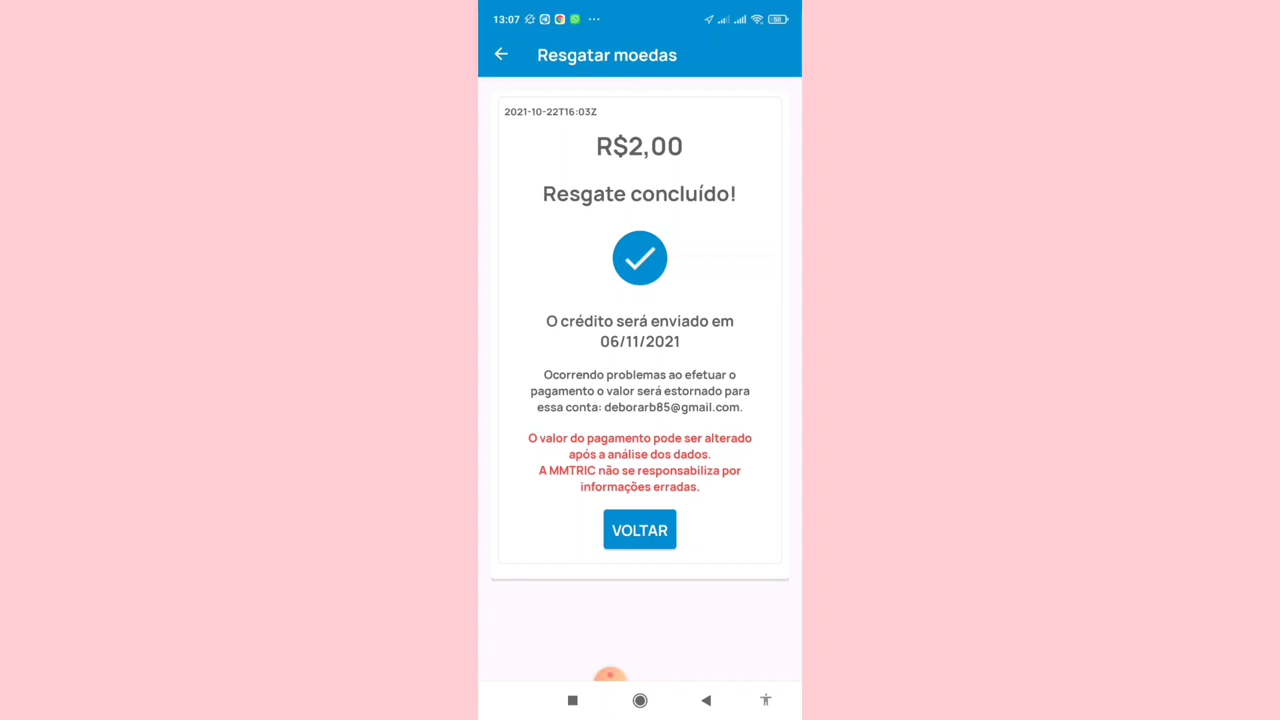 13:07
58
Resgatar moedas
2021-10-22T16:03Z
R$2,00
Resgate concluído!
O crédito será enviado em
06/11/2021
Ocorrendo problemas ao efetuar o
pagamento o valor será estornado para
essa conta: deborarb85@gmail.com.
O valor do pagamento pode ser alterado
após a análise dos dados.
A MMTRIC não se responsabiliza por
informações erradas.
VOLTAR